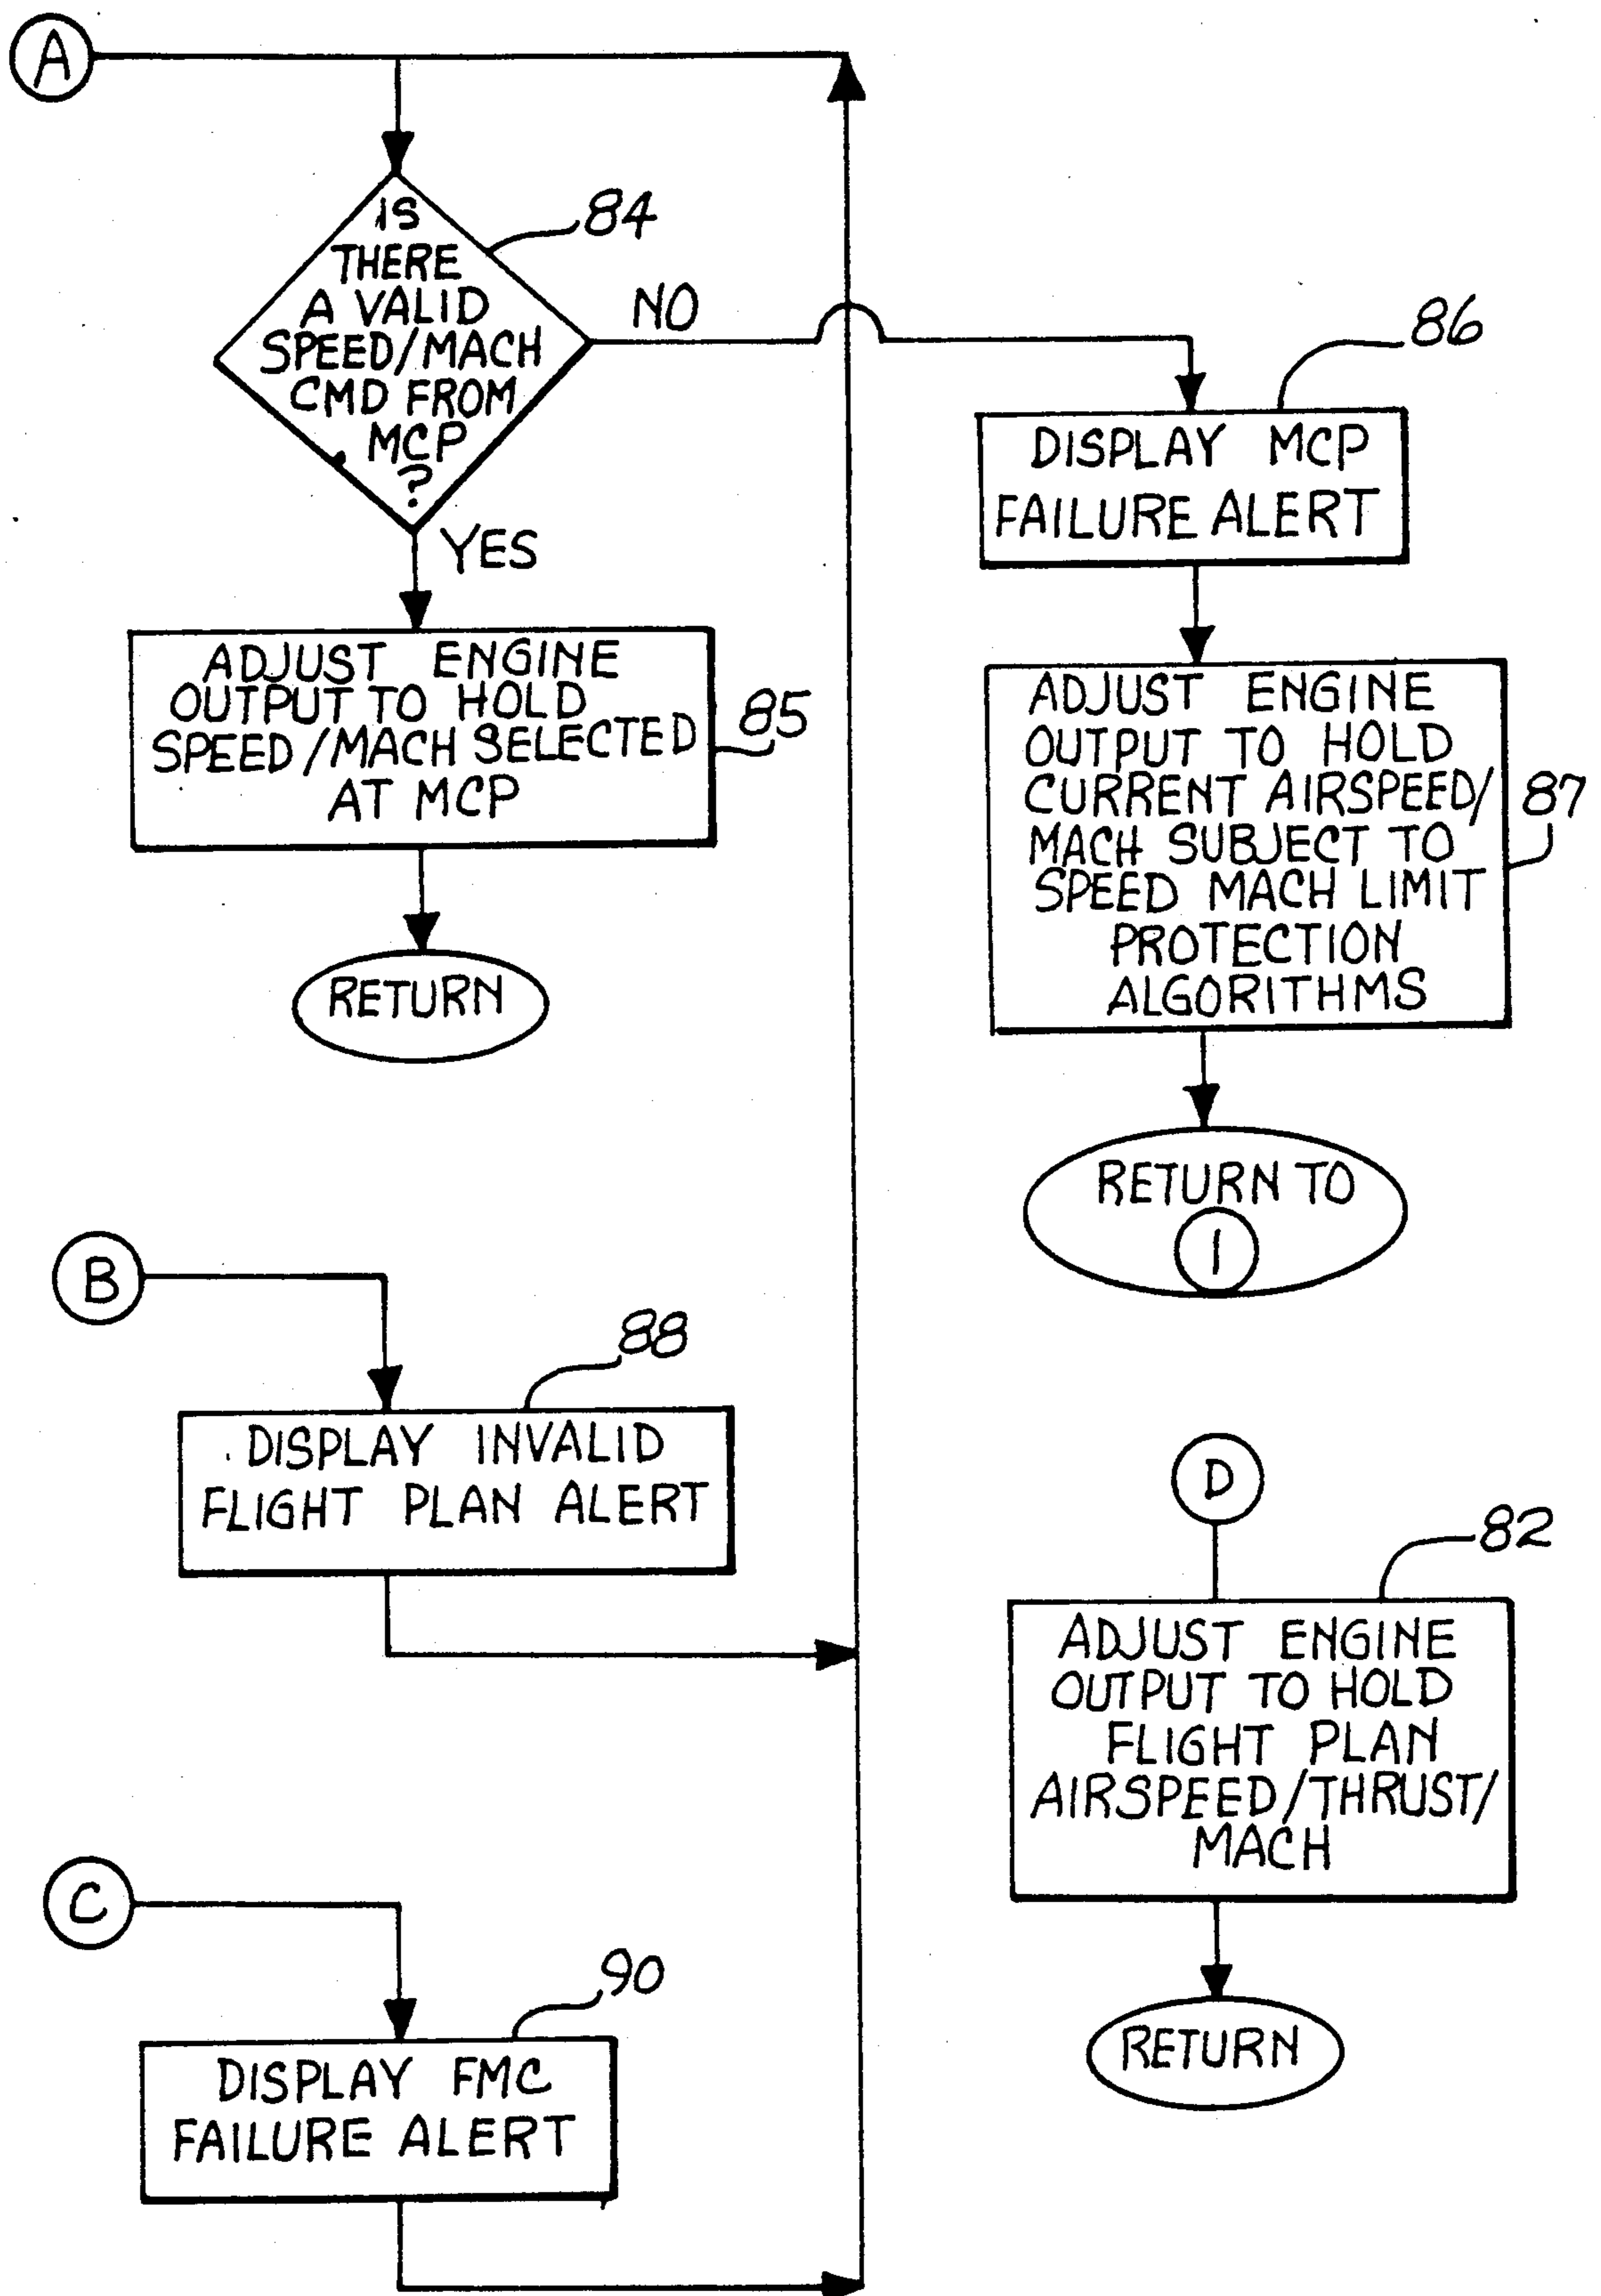 A
IS
THERE
A VALID
SPEED/MACH
CMD FROM
MCP
?
84
NO
YES
86
DISPLAY MCP
FAILURE ALERT
ADJUST ENGINE
OUTPUT TO HOLD
SPEED/MACH SELECTED
AT MCP
85
RETURN
ADJUST ENGINE
OUTPUT TO HOLD
CURRENT AIRSPEED/
MACH SUBJECT TO
SPEED MACH LIMIT
PROTECTION
ALGORITHMS
87
RETURN TO
1
B
88
DISPLAY INVALID
FLIGHT PLAN ALERT
D
82
ADJUST ENGINE
OUTPUT TO HOLD
FLIGHT PLAN
AIRSPEED/THRUST/
MACH
RETURN
C
90
DISPLAY FMC
FAILURE ALERT